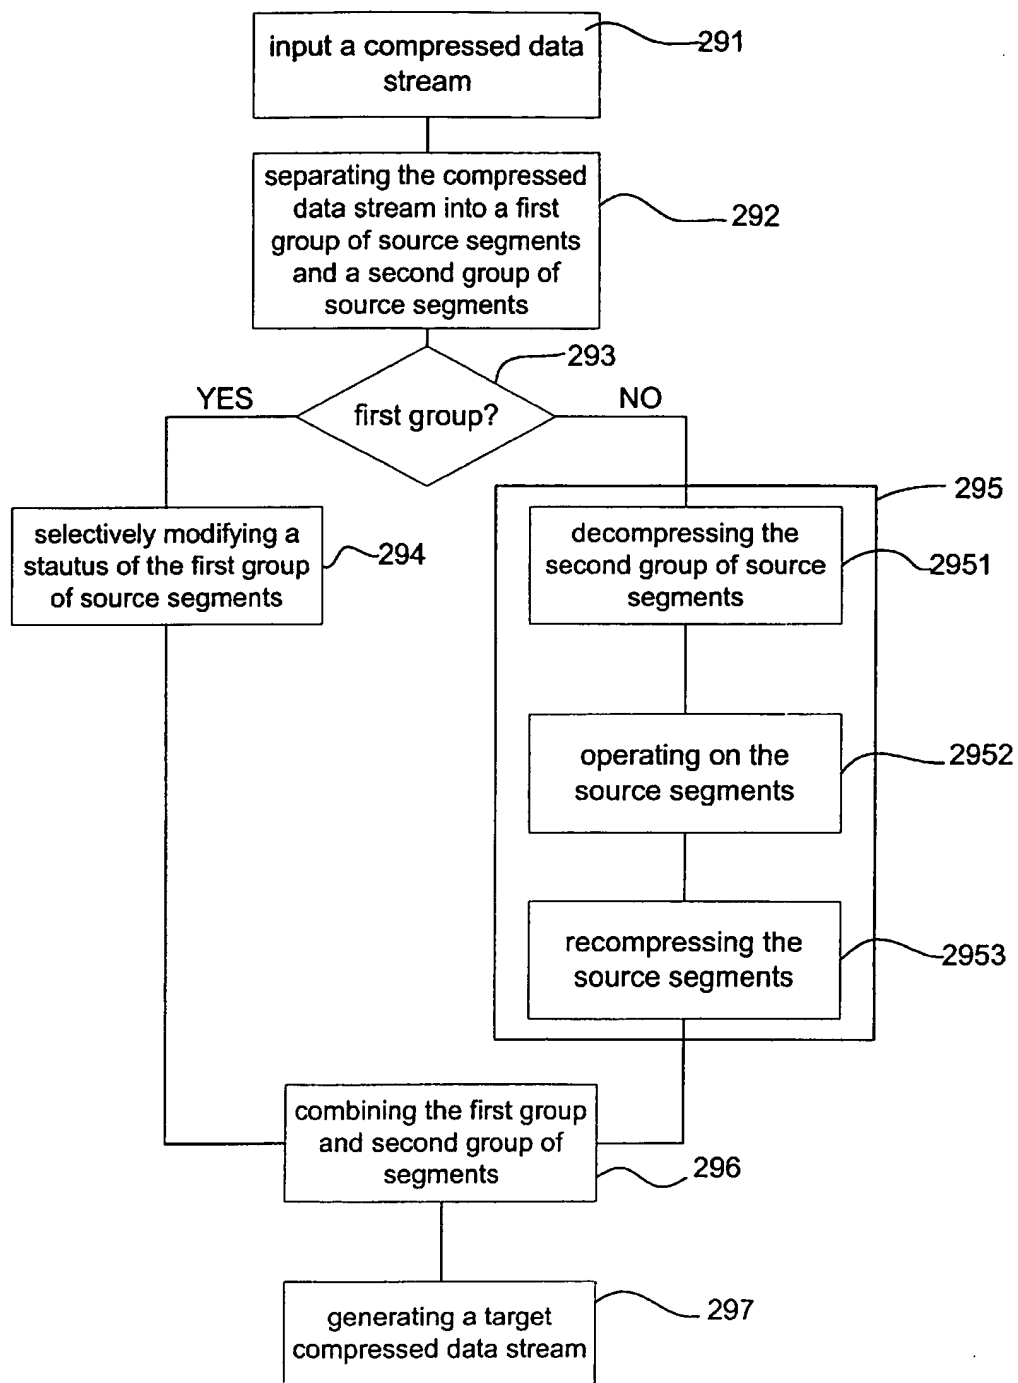 input a compressed data
stream
291
separating the compressed
data stream into a first
group of source segments
and a second group of
source segments
292
293
YES
first group?
NO
295
selectively modifying a
stautus of the first group
of source segments
294
decompressing the
second group of source
segments
2951
operating on the
source segments
2952
recompressing the
source segments
2953
combining the first group
and second group of
segments
296
generating a target
compressed data stream
297